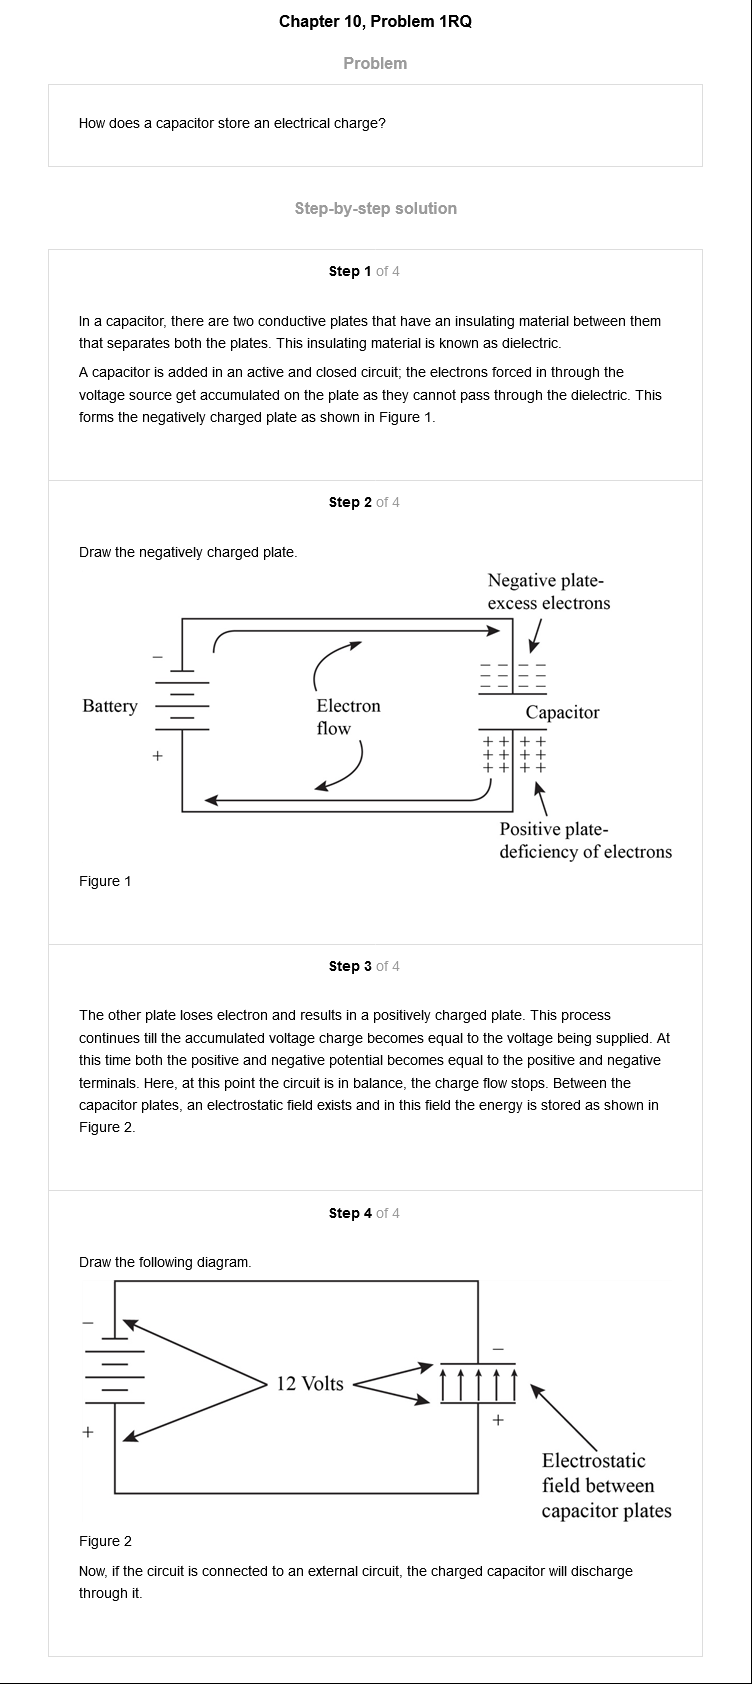 Chapter 10, Problem 1RQ
Problem
How does a capacitor store an electrical charge?
Step-by-step solution
Step 1 of 4
In a capacitor, there are two conductive plates that have an insulating material between them
that separates both the plates. This insulating material is known as dielectric.
A capacitor is added in an active and closed circuit; the electrons forced in through the
voltage source get accumulated on the plate as they cannot pass through the dielectric. This
forms the negatively charged plate as shown in Figure 1.
Step 2 of 4
Draw the negatively charged plate.
Negative plate-
excess electrons
Battery
Electron
flow
Capacitor
Positive plate-
deficiency of electrons
Figure 1
Step 3 of 4
The other plate loses electron and results in a positively charged plate. This process
continues till the accumulated voltage charge becomes equal to the voltage being supplied. At
this time both the positive and negative potential becomes equal to the positive and negative
terminals. Here, at this point the circuit is in balance, the charge flow stops. Between the
capacitor plates, an electrostatic field exists and in this field the energy is stored as shown in
Figure 2.
Step 4 of 4
Draw the following diagram.
12 Volts
Electrostatic
field between
capacitor plates
Figure 2
Now, if the circuit is connected to an external circuit, the charged capacitor will discharge
through it.